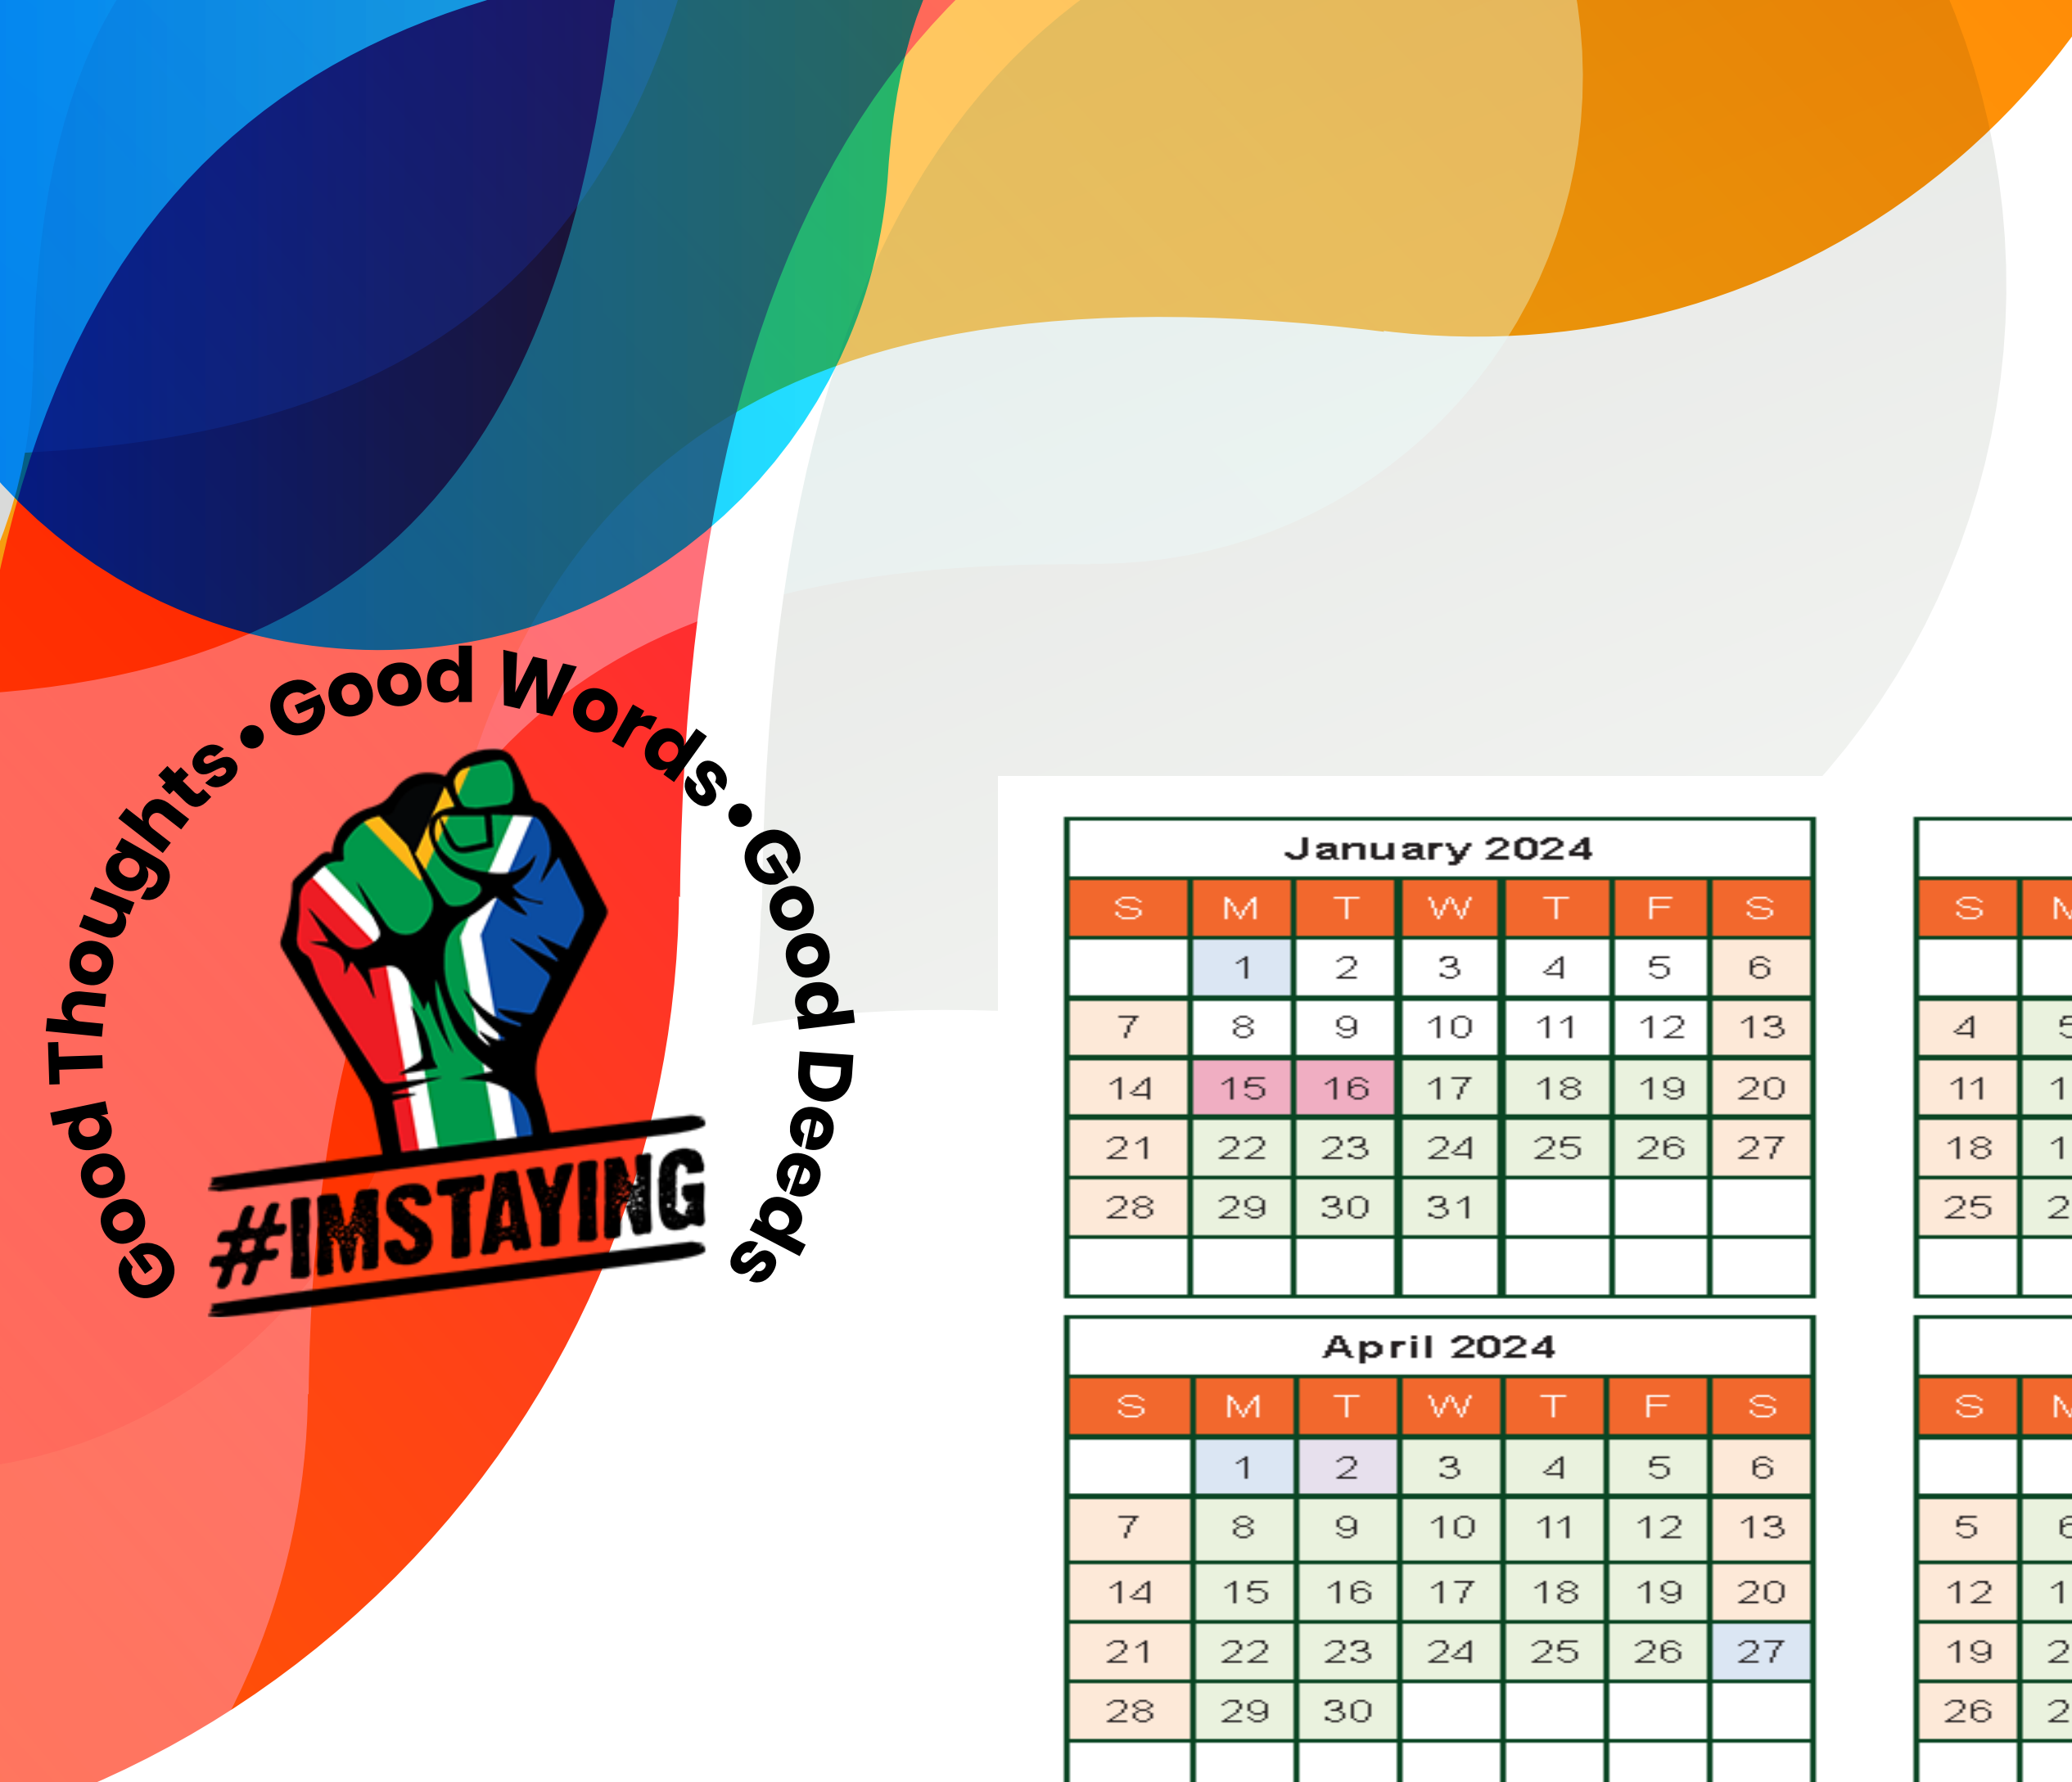 Good Thoughts • Good Words • Good Deeds
#IMSTAYING
January 2024
S M T W T F S
1 2 3 4 5 6
7 8 9 10 11 12 13
14 15 16 17 18 19 20
21 22 23 24 25 26 27
28 29 30 31
April 2024
S M T W T F S
1 2 3 4 5 6
7 8 9 10 11 12 13
14 15 16 17 18 19 20
21 22 23 24 25 26 27
28 29 30
S
4
11
18
25
S
5
12
19
26